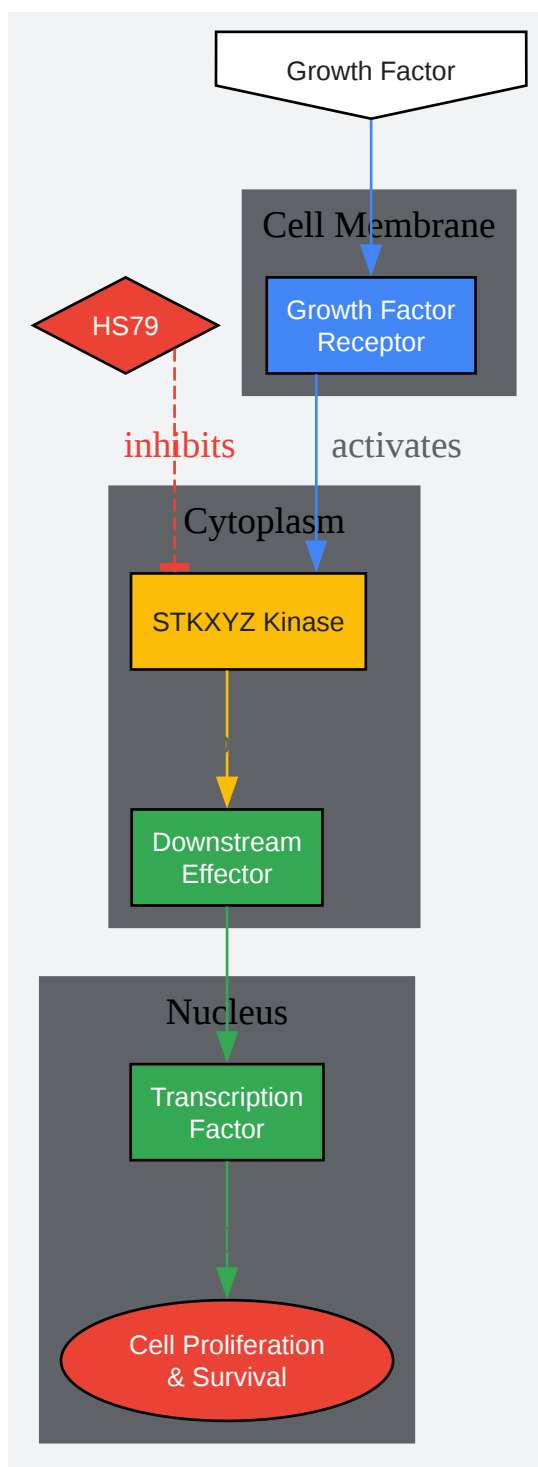 Growth Factor
Cell Membrane
Growth Factor
Receptor
HS79
inhibits
activates
Cytoplasm
STKXYZ Kinase
Downstream
Effector
Nucleus
Transcription
Factor
Cell Proliferation
& Survival